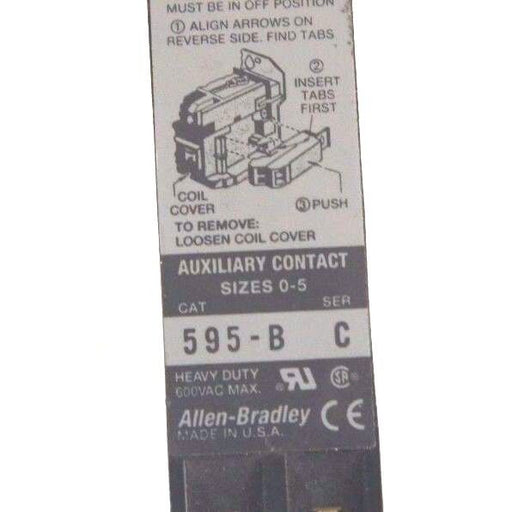 MUST BE IN OFF POSITION
① ALIGN ARROWS ON
REVERSE SIDE. FIND TABS
②
INSERT
TABS
FIRST
COIL
COVER
③ PUSH
TO REMOVE:
LOOSEN COIL COVER
AUXILIARY CONTACT
SIZES 0-5
CAT SER
595-B C
HEAVY DUTY
600VAC MAX.
Allen-Bradley CE
MADE IN U.S.A.